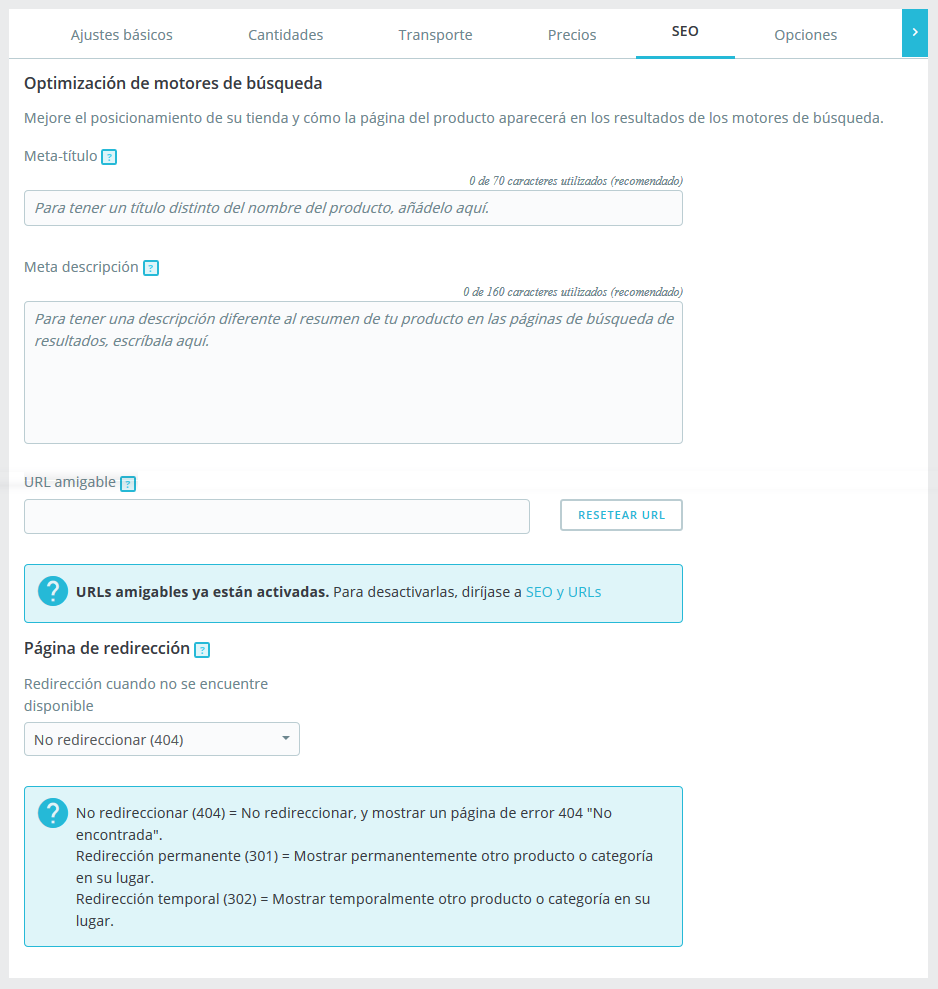 Ajustes básicos
Cantidades
Transporte
Precios
SEO
Opciones
Optimización de motores de búsqueda
Mejore el posicionamiento de su tienda y cómo la página del producto aparecerá en los resultados de los motores de búsqueda.
Meta-título ?
0 de 70 caracteres utilizados (recomendado)
Para tener un título distinto del nombre del producto, añádelo aquí.
Meta descripción ?
0 de 160 caracteres utilizados (recomendado)
Para tener una descripción diferente al resumen de tu producto en las páginas de búsqueda de
resultados, escríbala aquí.
URL amigable ?
RESETEAR URL
? URLs amigables ya están activadas. Para desactivarlas, diríjase a SEO y URLs
Página de redirección ?
Redirección cuando no se encuentre
disponible
No redireccionar (404)
? No redireccionar (404) = No redireccionar, y mostrar un página de error 404 "No
encontrada".
Redirección permanente (301) = Mostrar permanentemente otro producto o categoría
en su lugar.
Redirección temporal (302) = Mostrar temporalmente otro producto o categoría en su
lugar.